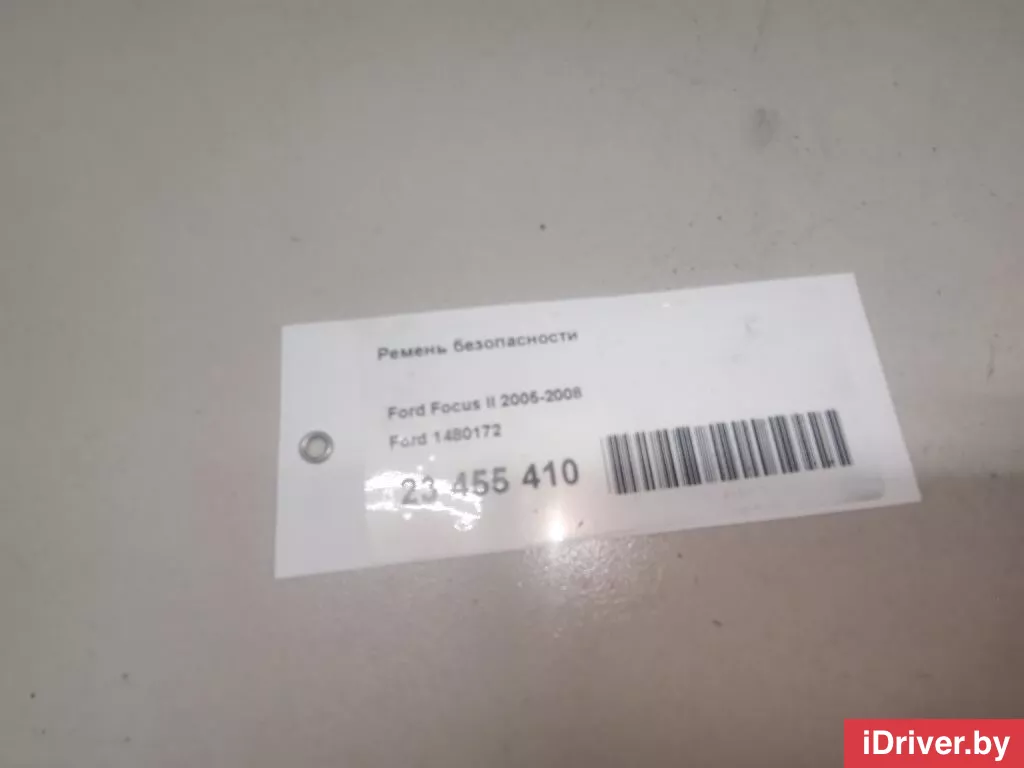 Ремень безопасности
Ford Focus II 2005-2008
Ford 1480172
23 455 410
iDriver.by